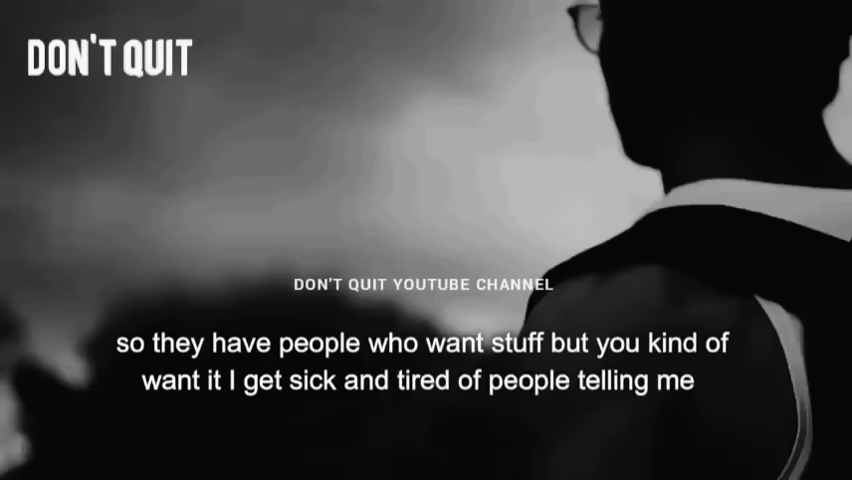 DON'T QUIT
DON'T QUIT YOUTUBE CHANNEL
so they have people who want stuff but you kind of
want it I get sick and tired of people telling me